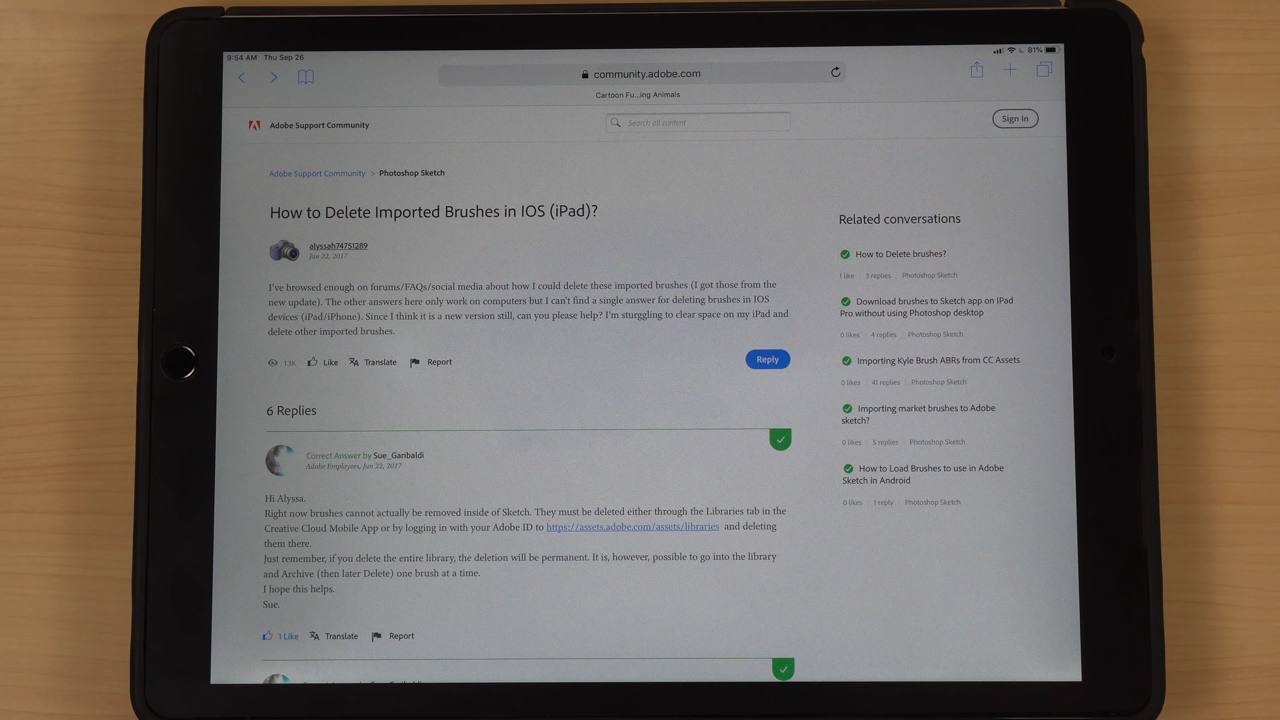 9:54 AM Thu Sep 26
81%
community.adobe.com
Cartoon Fu...ing Animals
Adobe Support Community
Search all content
Sign In
Adobe Support Community > Photoshop Sketch
How to Delete Imported Brushes in IOS (iPad)?
alyssah74751289
Jun 22, 2017
I've browsed enough on forums/FAQs/social media about how I could delete these imported brushes (I got those from the
new update). The other answers here only work on computers but I can't find a single answer for deleting brushes in IOS
devices (iPad/iPhone). Since I think it is a new version still, can you please help? I'm sturggling to clear space on my iPad and
delete other imported brushes.
1.3K Like Translate Report
Reply
6 Replies
Correct Answer by Sue_Garibaldi
Adobe Employees, Jun 22, 2017
Hi Alyssa.
Right now brushes cannot actually be removed inside of Sketch. They must be deleted either through the Libraries tab in the
Creative Cloud Mobile App or by logging in with your Adobe ID to https://assets.adobe.com/assets/libraries and deleting
them there.
Just remember, if you delete the entire library, the deletion will be permanent. It is, however, possible to go into the library
and Archive (then later Delete) one brush at a time.
I hope this helps.
Sue.
1 Like Translate Report
Related conversations
How to Delete brushes?
1 like 3 replies Photoshop Sketch
Download brushes to Sketch app on IPAD
Pro without using Photoshop desktop
0 likes 4 replies Photoshop Sketch
Importing Kyle Brush ABRs from CC Assets
0 likes 41 replies Photoshop Sketch
Importing market brushes to Adobe
sketch?
0 likes 5 replies Photoshop Sketch
How to Load Brushes to use in Adobe
Sketch in Android
0 likes 1 reply Photoshop Sketch